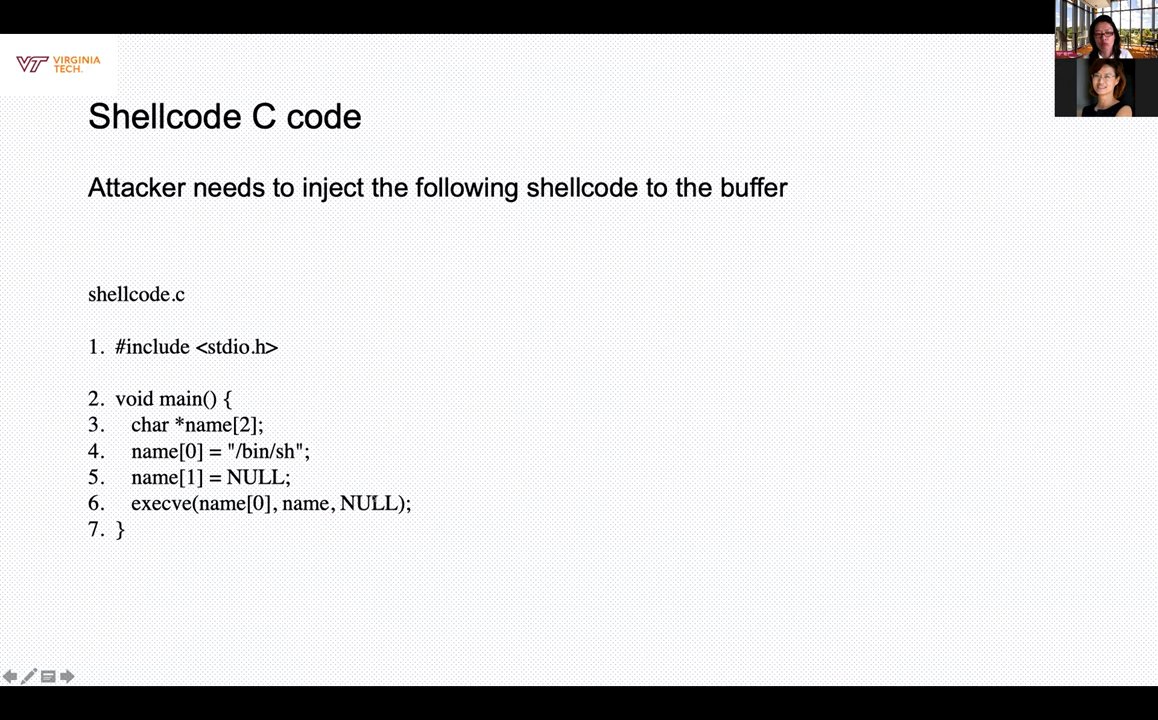 VIRGINIA
TECH.
Shellcode C code
Attacker needs to inject the following shellcode to the buffer
shellcode.c
1. #include <stdio.h>
2. void main() {
3. char *name[2];
4. name[0] = "/bin/sh";
5. name[1] = NULL;
6. execve(name[0], name, NULL);
7. }